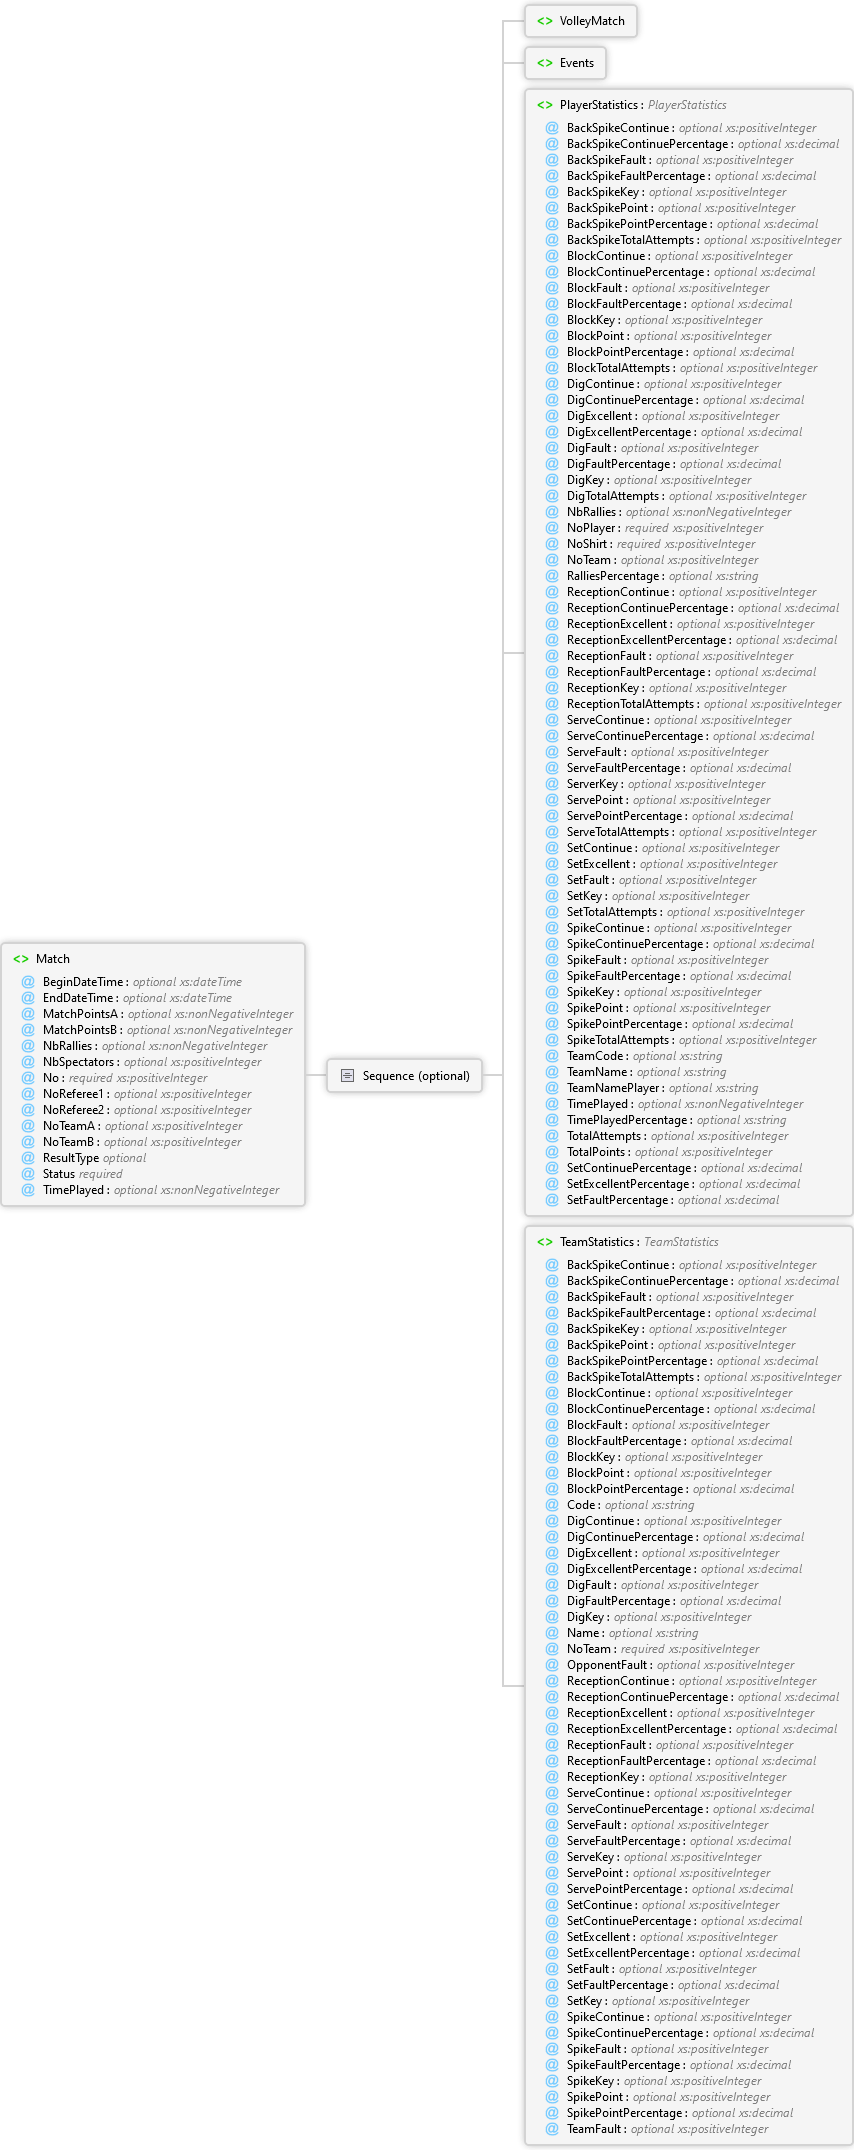 <> VolleyMatch
<> Events
<> PlayerStatistics : PlayerStatistics
@ BackSpikeContinue : optional xs:positiveInteger
@ BackSpikeContinuePercentage : optional xs:decimal
@ BackSpikeFault : optional xs:positiveInteger
@ BackSpikeFaultPercentage : optional xs:decimal
@ BackSpikeKey : optional xs:positiveInteger
@ BackSpikePoint : optional xs:positiveInteger
@ BackSpikePointPercentage : optional xs:decimal
@ BackSpikeTotalAttempts : optional xs:positiveInteger
@ BlockContinue : optional xs:positiveInteger
@ BlockContinuePercentage : optional xs:decimal
@ BlockFault : optional xs:positiveInteger
@ BlockFaultPercentage : optional xs:decimal
@ BlockKey : optional xs:positiveInteger
@ BlockPoint : optional xs:positiveInteger
@ BlockPointPercentage : optional xs:decimal
@ BlockTotalAttempts : optional xs:positiveInteger
@ DigContinue : optional xs:positiveInteger
@ DigContinuePercentage : optional xs:decimal
@ DigExcellent : optional xs:positiveInteger
@ DigExcellentPercentage : optional xs:decimal
@ DigFault : optional xs:positiveInteger
@ DigFaultPercentage : optional xs:decimal
@ DigKey : optional xs:positiveInteger
@ DigTotalAttempts : optional xs:positiveInteger
@ NbRallies : optional xs:nonNegativeInteger
@ NoPlayer : required xs:positiveInteger
@ NoShirt : required xs:positiveInteger
@ NoTeam : optional xs:positiveInteger
@ RalliesPercentage : optional xs:string
@ ReceptionContinue : optional xs:positiveInteger
@ ReceptionContinuePercentage : optional xs:decimal
@ ReceptionExcellent : optional xs:positiveInteger
@ ReceptionExcellentPercentage : optional xs:decimal
@ ReceptionFault : optional xs:positiveInteger
@ ReceptionFaultPercentage : optional xs:decimal
@ ReceptionKey : optional xs:positiveInteger
@ ReceptionTotalAttempts : optional xs:positiveInteger
@ ServeContinue : optional xs:positiveInteger
@ ServeContinuePercentage : optional xs:decimal
@ ServeFault : optional xs:positiveInteger
@ ServeFaultPercentage : optional xs:decimal
@ ServerKey : optional xs:positiveInteger
@ ServePoint : optional xs:positiveInteger
@ ServePointPercentage : optional xs:decimal
@ ServeTotalAttempts : optional xs:positiveInteger
@ SetContinue : optional xs:positiveInteger
@ SetExcellent : optional xs:positiveInteger
@ SetFault : optional xs:positiveInteger
@ SetKey : optional xs:positiveInteger
@ SetTotalAttempts : optional xs:positiveInteger
@ SpikeContinue : optional xs:positiveInteger
@ SpikeContinuePercentage : optional xs:decimal
@ SpikeFault : optional xs:positiveInteger
@ SpikeFaultPercentage : optional xs:decimal
@ SpikeKey : optional xs:positiveInteger
@ SpikePoint : optional xs:positiveInteger
@ SpikePointPercentage : optional xs:decimal
@ SpikeTotalAttempts : optional xs:positiveInteger
@ TeamCode : optional xs:string
@ TeamName : optional xs:string
@ TeamNamePlayer : optional xs:string
@ TimePlayed : optional xs:nonNegativeInteger
@ TimePlayedPercentage : optional xs:string
@ TotalAttempts : optional xs:positiveInteger
@ TotalPoints : optional xs:positiveInteger
@ SetContinuePercentage : optional xs:decimal
@ SetExcellentPercentage : optional xs:decimal
@ SetFaultPercentage : optional xs:decimal
<> Match
@ BeginDateTime : optional xs:dateTime
@ EndDateTime : optional xs:dateTime
@ MatchPointsA : optional xs:nonNegativeInteger
@ MatchPointsB : optional xs:nonNegativeInteger
@ NbRallies : optional xs:nonNegativeInteger
@ NbSpectators : optional xs:positiveInteger
@ No : required xs:positiveInteger
@ NoReferee1 : optional xs:positiveInteger
@ NoReferee2 : optional xs:positiveInteger
@ NoTeamA : optional xs:positiveInteger
@ NoTeamB : optional xs:positiveInteger
@ ResultType optional
@ Status required
@ TimePlayed : optional xs:nonNegativeInteger
Sequence (optional)
<> TeamStatistics : TeamStatistics
@ BackSpikeContinue : optional xs:positiveInteger
@ BackSpikeContinuePercentage : optional xs:decimal
@ BackSpikeFault : optional xs:positiveInteger
@ BackSpikeFaultPercentage : optional xs:decimal
@ BackSpikeKey : optional xs:positiveInteger
@ BackSpikePoint : optional xs:positiveInteger
@ BackSpikePointPercentage : optional xs:decimal
@ BackSpikeTotalAttempts : optional xs:positiveInteger
@ BlockContinue : optional xs:positiveInteger
@ BlockContinuePercentage : optional xs:decimal
@ BlockFault : optional xs:positiveInteger
@ BlockFaultPercentage : optional xs:decimal
@ BlockKey : optional xs:positiveInteger
@ BlockPoint : optional xs:positiveInteger
@ BlockPointPercentage : optional xs:decimal
@ Code : optional xs:string
@ DigContinue : optional xs:positiveInteger
@ DigContinuePercentage : optional xs:decimal
@ DigExcellent : optional xs:positiveInteger
@ DigExcellentPercentage : optional xs:decimal
@ DigFault : optional xs:positiveInteger
@ DigFaultPercentage : optional xs:decimal
@ DigKey : optional xs:positiveInteger
@ Name : optional xs:string
@ NoTeam : required xs:positiveInteger
@ OpponentFault : optional xs:positiveInteger
@ ReceptionContinue : optional xs:positiveInteger
@ ReceptionContinuePercentage : optional xs:decimal
@ ReceptionExcellent : optional xs:positiveInteger
@ ReceptionExcellentPercentage : optional xs:decimal
@ ReceptionFault : optional xs:positiveInteger
@ ReceptionFaultPercentage : optional xs:decimal
@ ReceptionKey : optional xs:positiveInteger
@ ServeContinue : optional xs:positiveInteger
@ ServeContinuePercentage : optional xs:decimal
@ ServeFault : optional xs:positiveInteger
@ ServeFaultPercentage : optional xs:decimal
@ ServeKey : optional xs:positiveInteger
@ ServePoint : optional xs:positiveInteger
@ ServePointPercentage : optional xs:decimal
@ SetContinue : optional xs:positiveInteger
@ SetContinuePercentage : optional xs:decimal
@ SetExcellent : optional xs:positiveInteger
@ SetExcellentPercentage : optional xs:decimal
@ SetFault : optional xs:positiveInteger
@ SetFaultPercentage : optional xs:decimal
@ SetKey : optional xs:positiveInteger
@ SpikeContinue : optional xs:positiveInteger
@ SpikeContinuePercentage : optional xs:decimal
@ SpikeFault : optional xs:positiveInteger
@ SpikeFaultPercentage : optional xs:decimal
@ SpikeKey : optional xs:positiveInteger
@ SpikePoint : optional xs:positiveInteger
@ SpikePointPercentage : optional xs:decimal
@ TeamFault : optional xs:positiveInteger